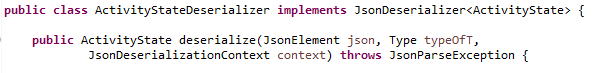 public class ActivityStateDeserializer implements JsonDeserializer<ActivityState> {
public ActivityState deserialize(JsonElement json, Type typeOfT,
JsonDeserializationContext context) throws JsonParseException {